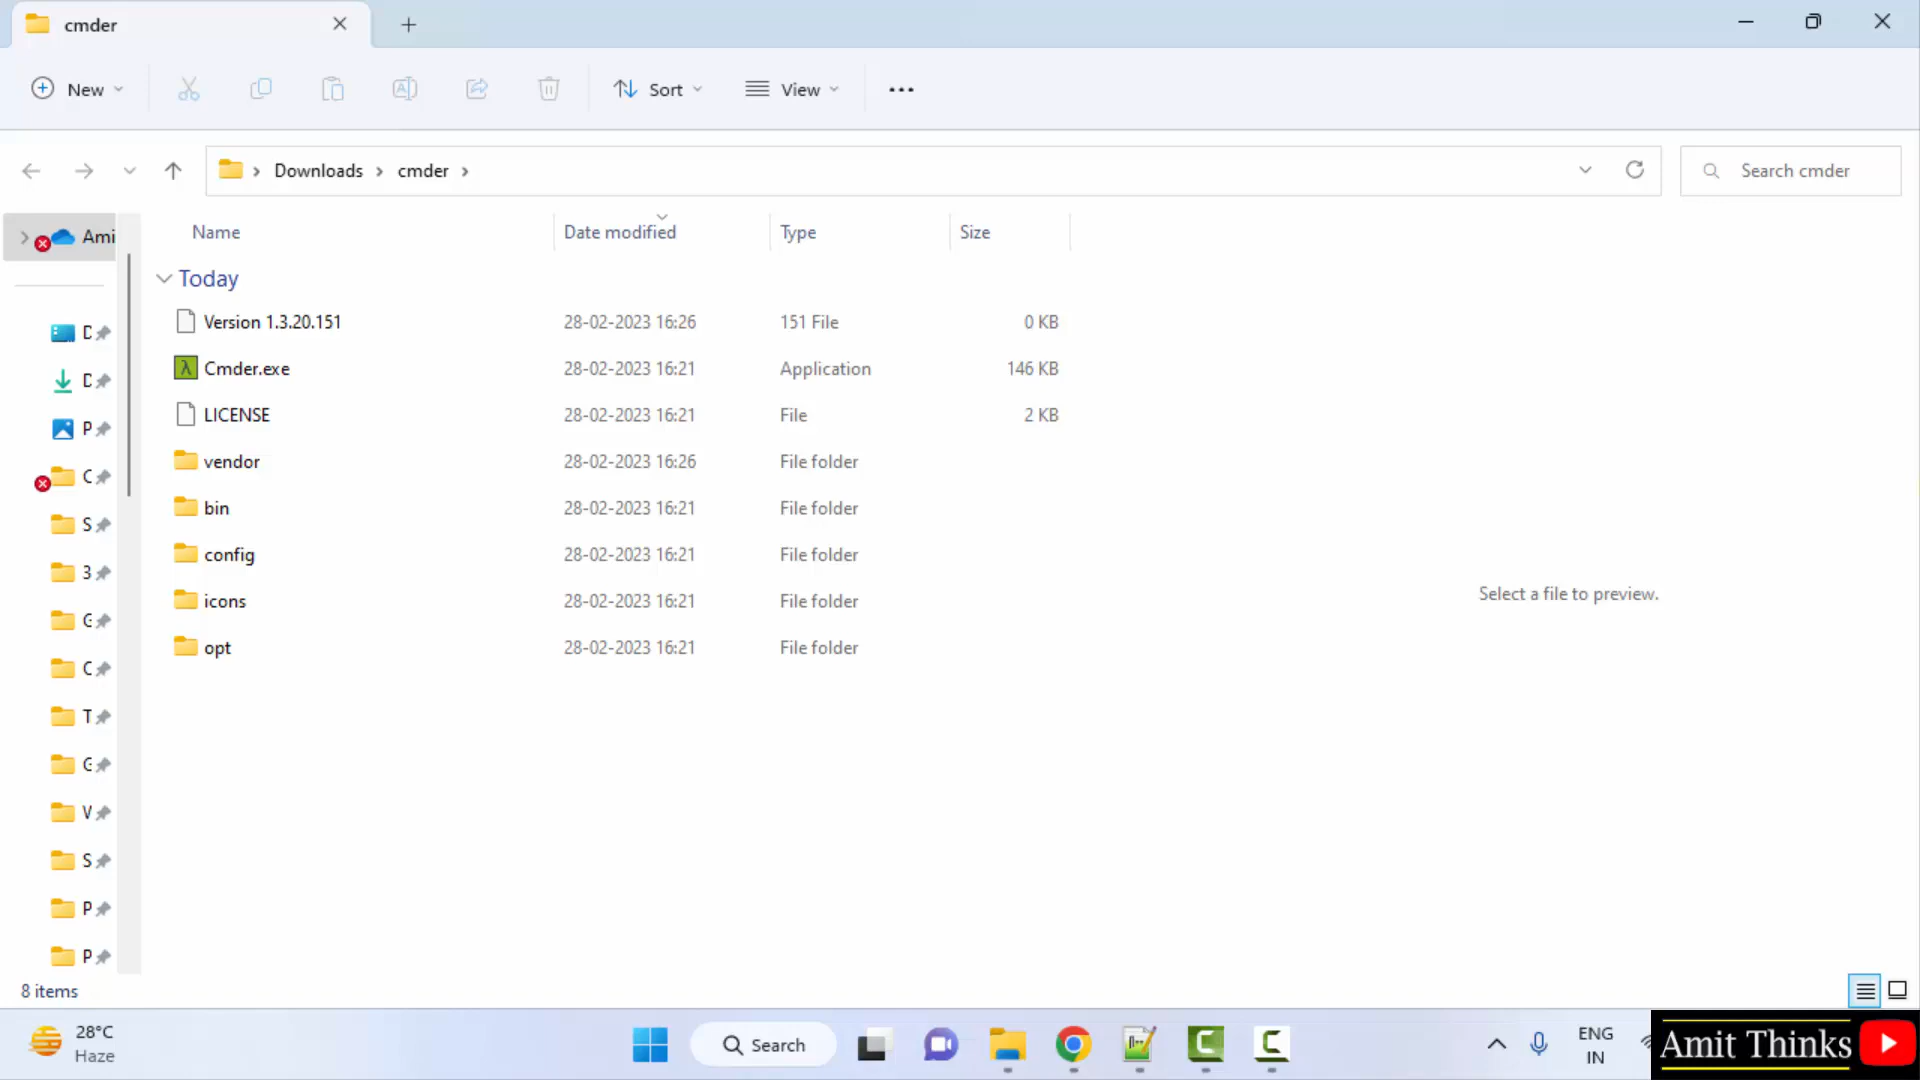 cmder
New
Sort
View
Downloads
cmder
Search cmder
Ami
Name
Date modified
Type
Size
Today
Version 1.3.20.151 28-02-2023 16:26 151 File 0 KB
Cmder.exe 28-02-2023 16:21 Application 146 KB
LICENSE 28-02-2023 16:21 File 2 KB
vendor 28-02-2023 16:26 File folder
bin 28-02-2023 16:21 File folder
config 28-02-2023 16:21 File folder
icons 28-02-2023 16:21 File folder
opt 28-02-2023 16:21 File folder
D
D
P
C
S
3
G
C
T
G
V
S
P
P
Select a file to preview.
8 items
28°C
Haze
Search
ENG
IN
Amit Thinks